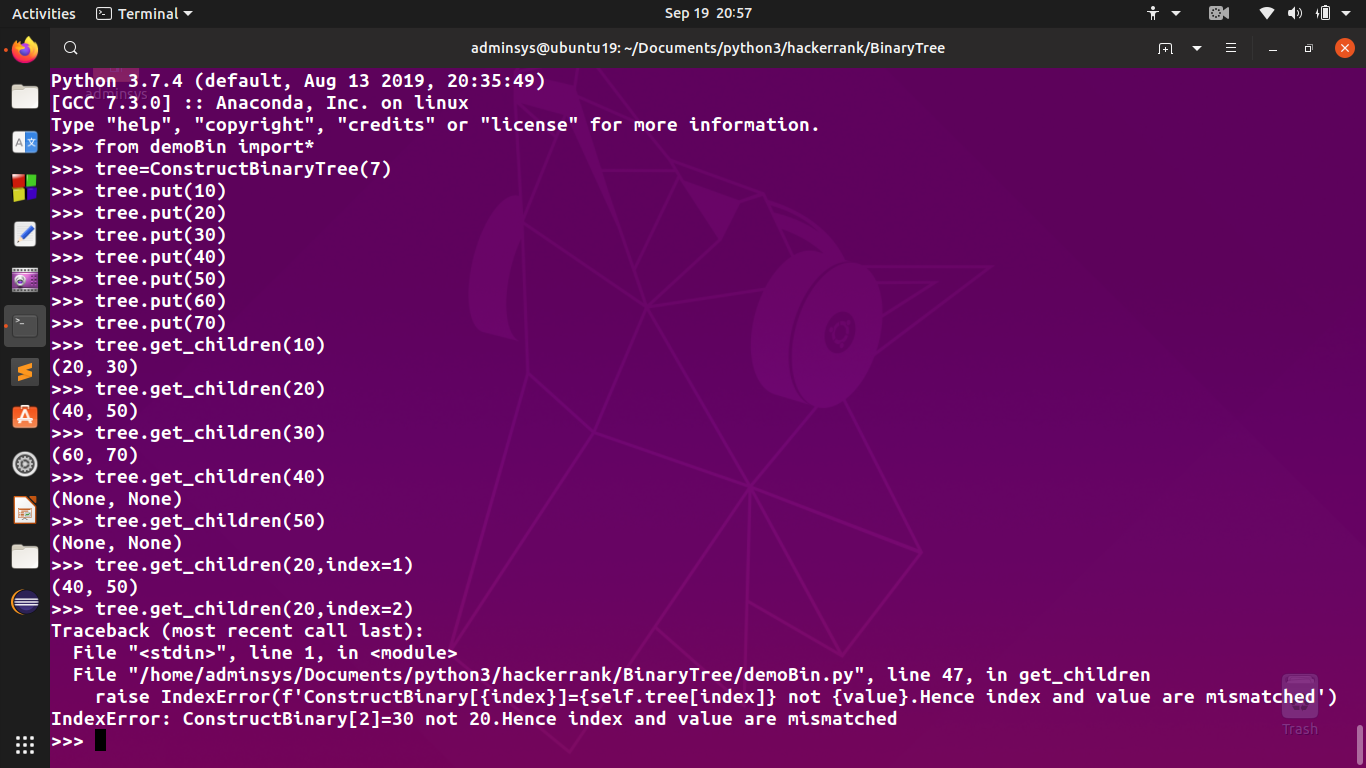 Activities Terminal Sep 19 20:57
adminsys@ubuntu19: ~/Documents/python3/hackerrank/BinaryTree
Python 3.7.4 (default, Aug 13 2019, 20:35:49)
adminsys
[GCC 7.3.0] :: Anaconda, Inc. on linux
Type "help", "copyright", "credits" or "license" for more information.
>>> from demoBin import*
>>> tree=ConstructBinaryTree(7)
>>> tree.put(10)
>>> tree.put(20)
>>> tree.put(30)
>>> tree.put(40)
>>> tree.put(50)
>>> tree.put(60)
>>> tree.put(70)
>>> tree.get_children(10)
(20, 30)
>>> tree.get_children(20)
(40, 50)
>>> tree.get_children(30)
(60, 70)
>>> tree.get_children(40)
(None, None)
>>> tree.get_children(50)
(None, None)
>>> tree.get_children(20,index=1)
(40, 50)
>>> tree.get_children(20,index=2)
Traceback (most recent call last):
  File "<stdin>", line 1, in <module>
  File "/home/adminsys/Documents/python3/hackerrank/BinaryTree/demoBin.py", line 47, in get_children
    raise IndexError(f'ConstructBinary[{index}]={self.tree[index]} not {value}.Hence index and value are mismatched')
IndexError: ConstructBinary[2]=30 not 20.Hence index and value are mismatched
Trash
>>>